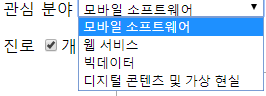 관심 분야 모바일 소프트웨어
모바일 소프트웨어
진로 개
웹 서비스
빅데이터
디지털 콘텐츠 및 가상 현실